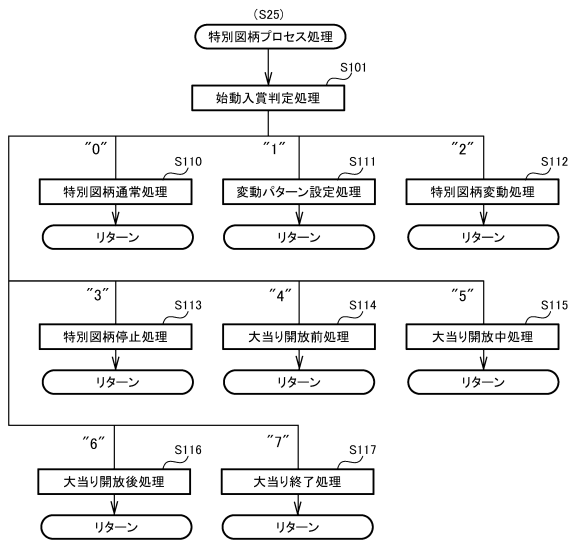 (S25)
特別図柄プロセス処理
S101
始動入賞判定処理
"0" "1" "2"
S110 S111 S112
特別図柄通常処理 変動パターン設定処理 特別図柄変動処理
リターン リターン リターン
"3" "4" "5"
S113 S114 S115
特別図柄停止処理 大当り開放前処理 大当り開放中処理
リターン リターン リターン
"6" "7"
S116 S117
大当り開放後処理 大当り終了処理
リターン リターン